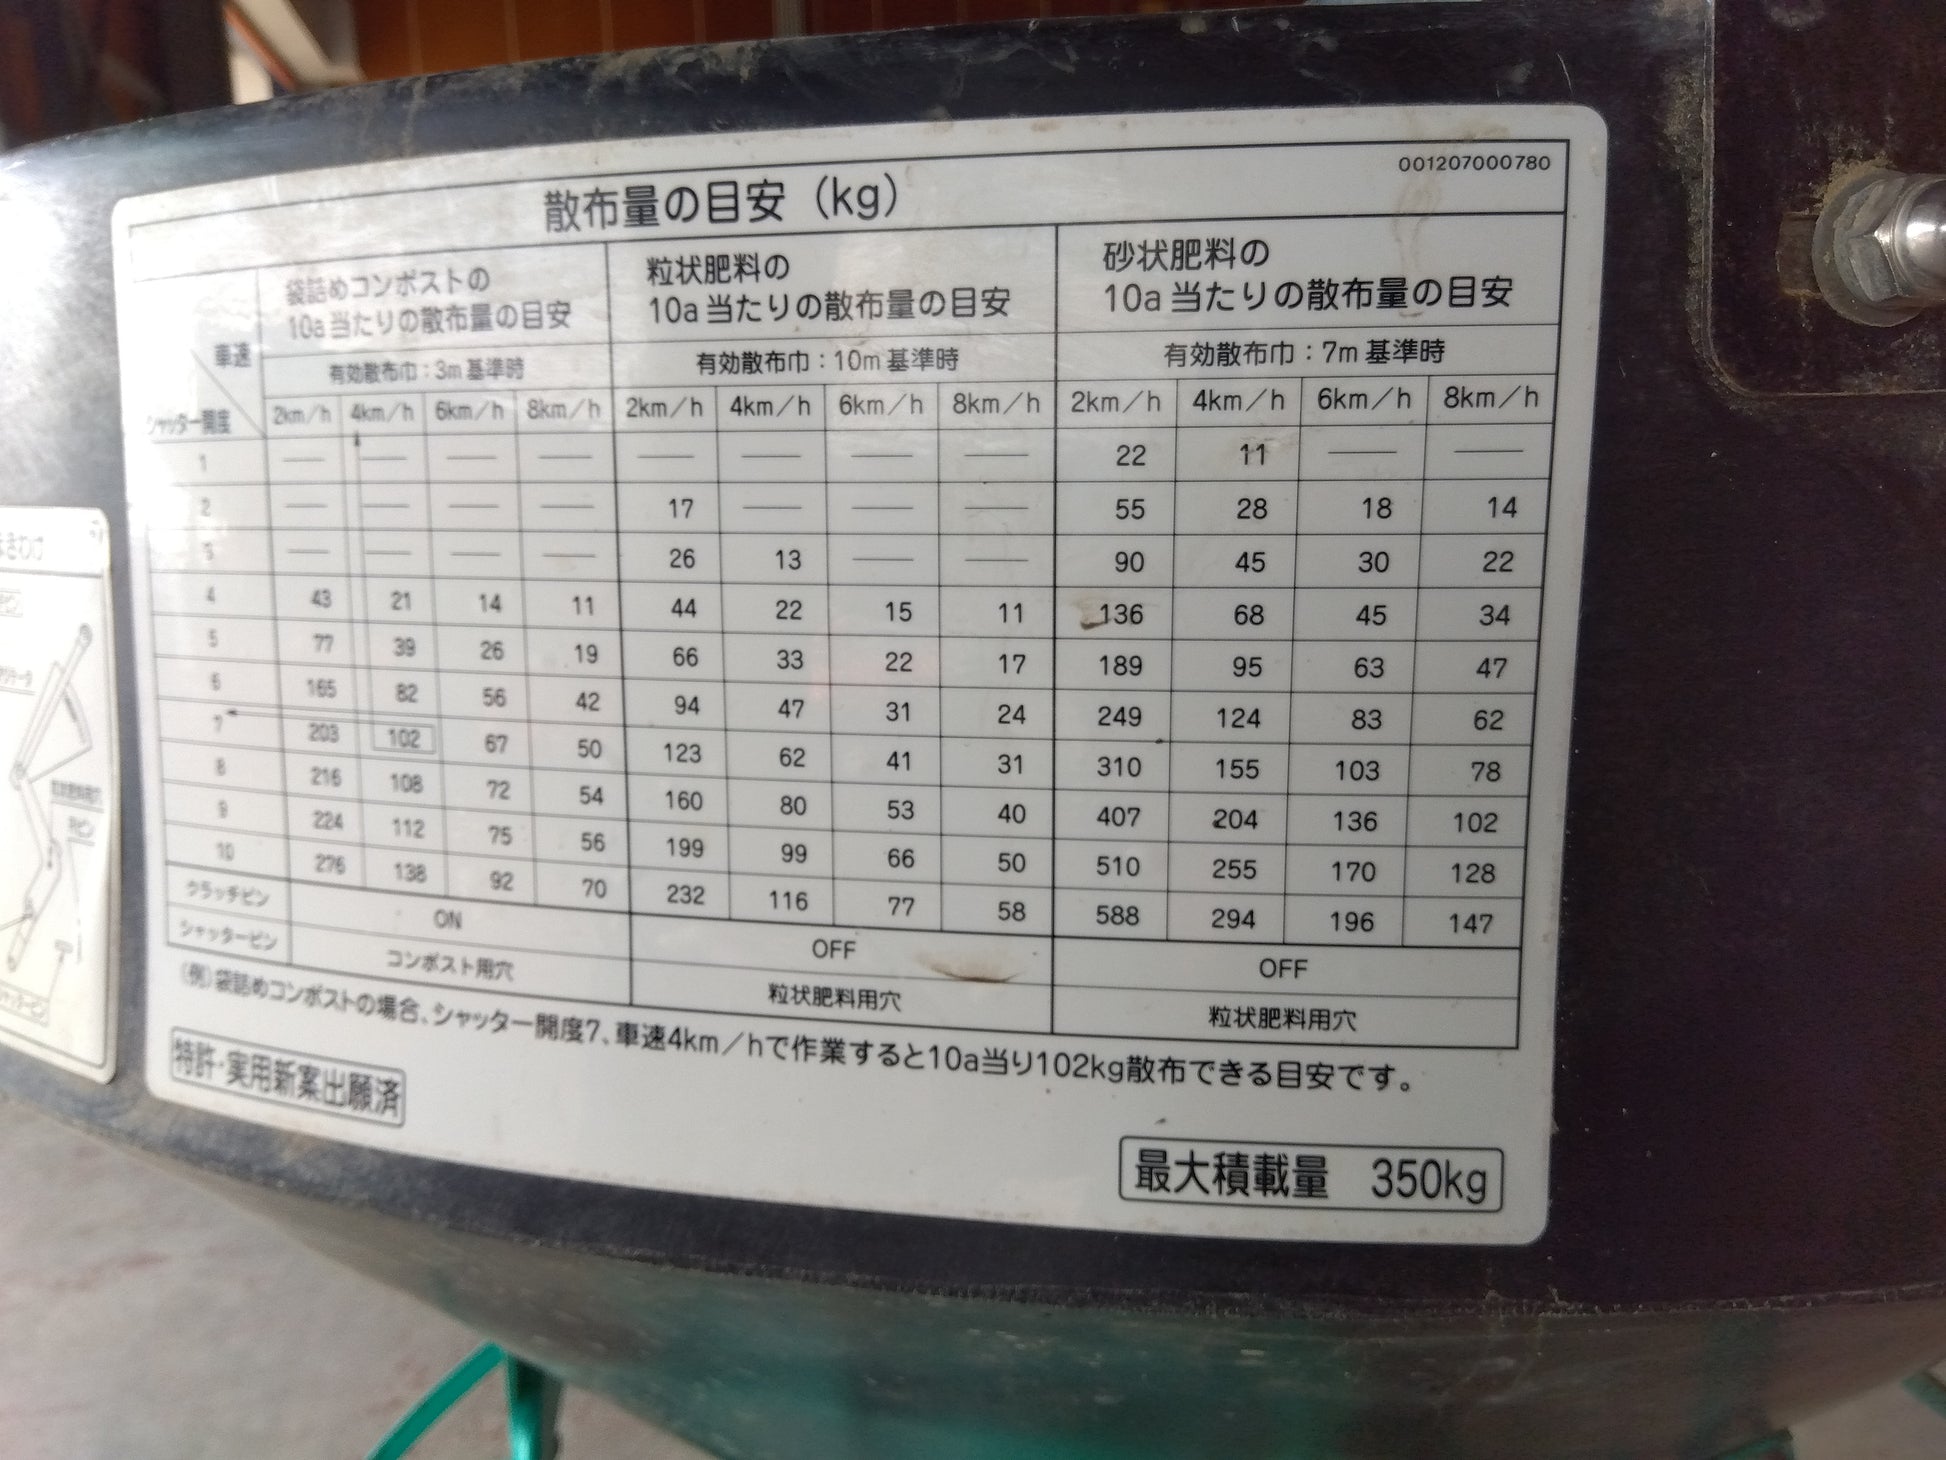 001207000780
散布量の目安（kg）
袋詰めコンポストの
10a当たりの散布量の目安
粒状肥料の
10a当たりの散布量の目安
砂状肥料の
10a当たりの散布量の目安
車速
有効散布巾：3m基準時 有効散布巾：10m基準時 有効散布巾：7m基準時
シャッター開度 2km／h 4km／h 6km／h 8km／h 2km／h 4km／h 6km／h 8km／h 2km／h 4km／h 6km／h 8km／h
1 — — — — — — — — 22 11 — —
2 — — — — 17 — — — 55 28 18 14
3 — — — — 26 13 — — 90 45 30 22
4 43 21 14 11 44 22 15 11 136 68 45 34
5 77 39 26 19 66 33 22 17 189 95 63 47
6 165 82 56 42 94 47 31 24 249 124 83 62
7 203 102 67 50 123 62 41 31 310 155 103 78
8 216 108 72 54 160 80 53 40 407 204 136 102
9 224 112 75 56 199 99 66 50 510 255 170 128
10 276 138 92 70 232 116 77 58 588 294 196 147
クラッチピン ON OFF OFF
シャッターピン コンポスト用穴 粒状肥料用穴 粒状肥料用穴
（例）袋詰めコンポストの場合、シャッター開度7、車速4km／hで作業すると10a当り102kg散布できる目安です。
特許・実用新案出願済
最大積載量 350kg
まきわけ
シャッターピン